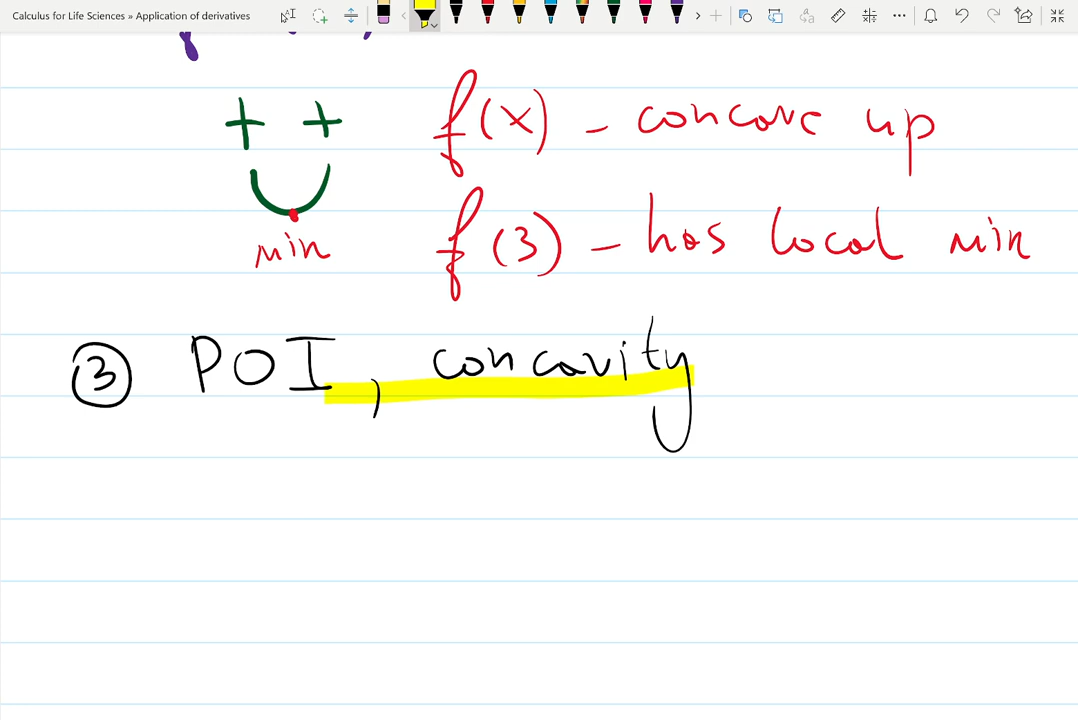 Calculus for Life Sciences » Application of derivatives
+ + f(x) - concave up
min f(3) - has local min
③ POI, concavity